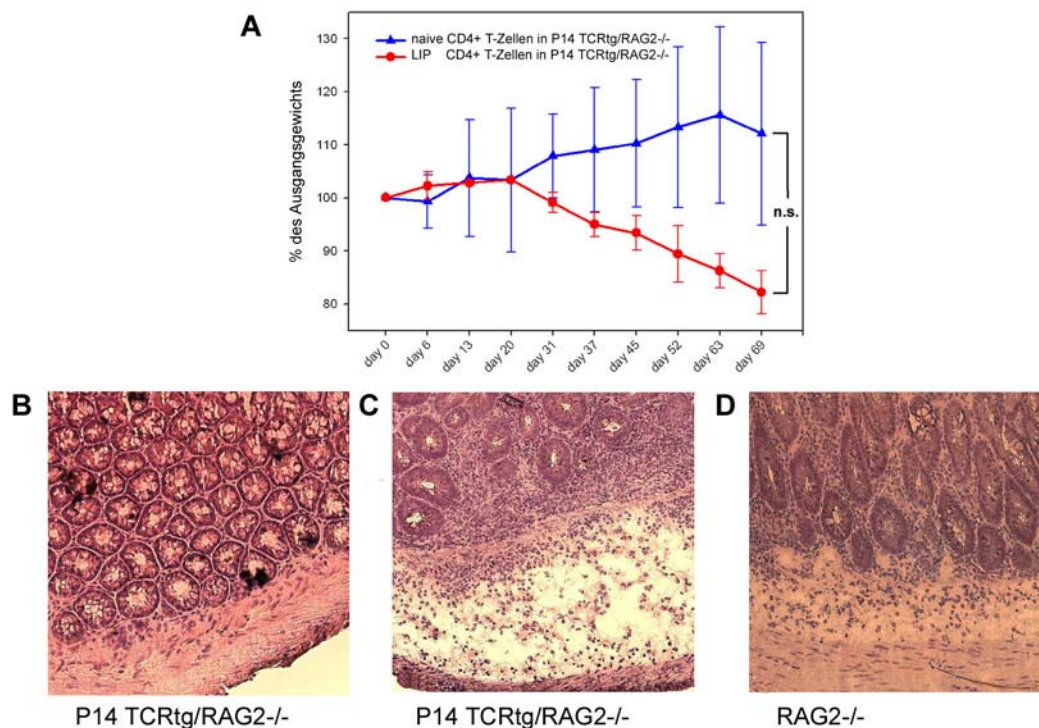 A
% des Ausgangsgewichts
130
120
110
100
90
80
naive CD4+ T-Zellen in P14 TCRtg/RAG2-/-
LIP CD4+ T-Zellen in P14 TCRtg/RAG2-/-
n.s.
day 0
day 6
day 13
day 20
day 31
day 37
day 45
day 52
day 63
day 69
B
C
D
P14 TCRtg/RAG2-/-
P14 TCRtg/RAG2-/-
RAG2-/-